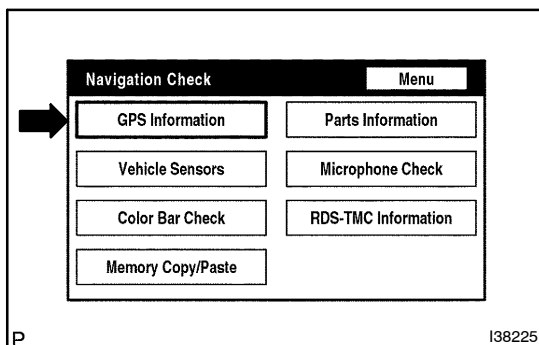 Navigation Check Menu
GPS Information Parts Information
Vehicle Sensors Microphone Check
Color Bar Check RDS-TMC Information
Memory Copy/Paste
P I38225